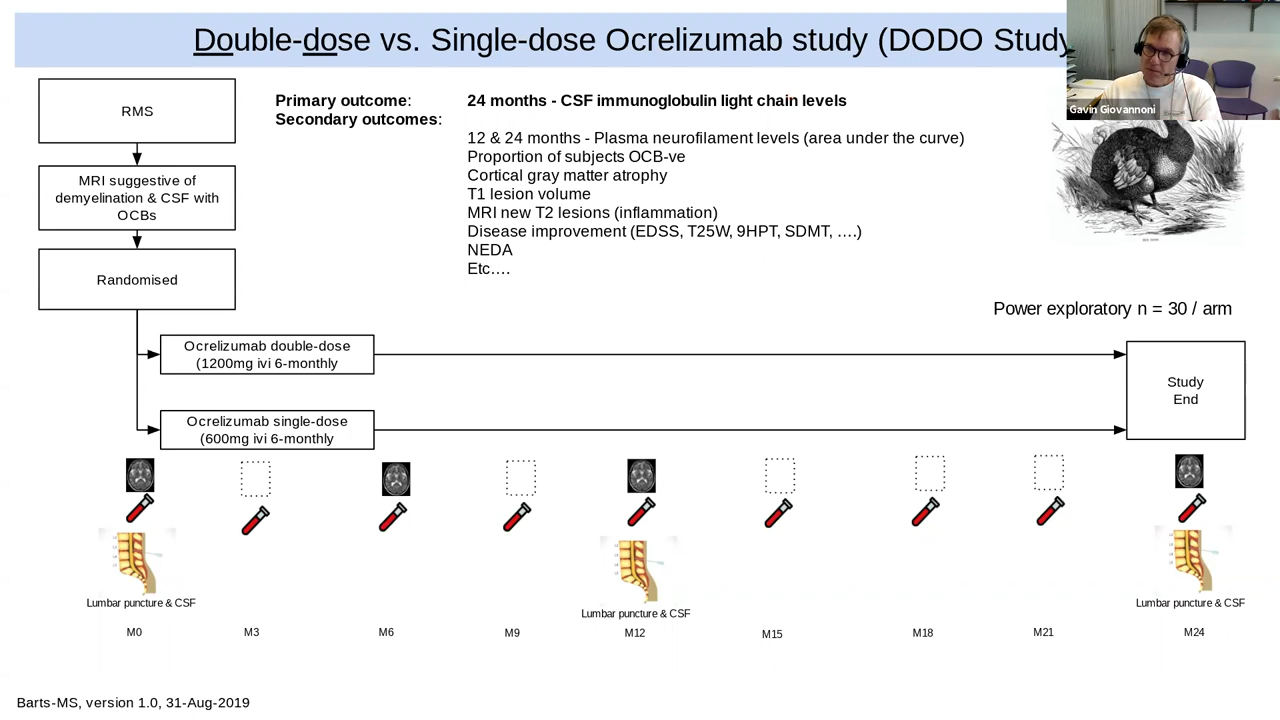 Double-dose vs. Single-dose Ocrelizumab study (DODO Study
Gavin Giovannoni
RMS
MRI suggestive of
demyelination & CSF with
OCBs
Randomised
Primary outcome:
24 months - CSF immunoglobulin light chain levels
Secondary outcomes:
12 & 24 months - Plasma neurofilament levels (area under the curve)
Proportion of subjects OCB-ve
Cortical gray matter atrophy
T1 lesion volume
MRI new T2 lesions (inflammation)
Disease improvement (EDSS, T25W, 9HPT, SDMT, ….)
NEDA
Etc….
Power exploratory n = 30 / arm
Ocrelizumab double-dose
(1200mg ivi 6-monthly
Ocrelizumab single-dose
(600mg ivi 6-monthly
Study
End
Lumbar puncture & CSF
Lumbar puncture & CSF
Lumbar puncture & CSF
M0
M3
M6
M9
M12
M15
M18
M21
M24
Barts-MS, version 1.0, 31-Aug-2019